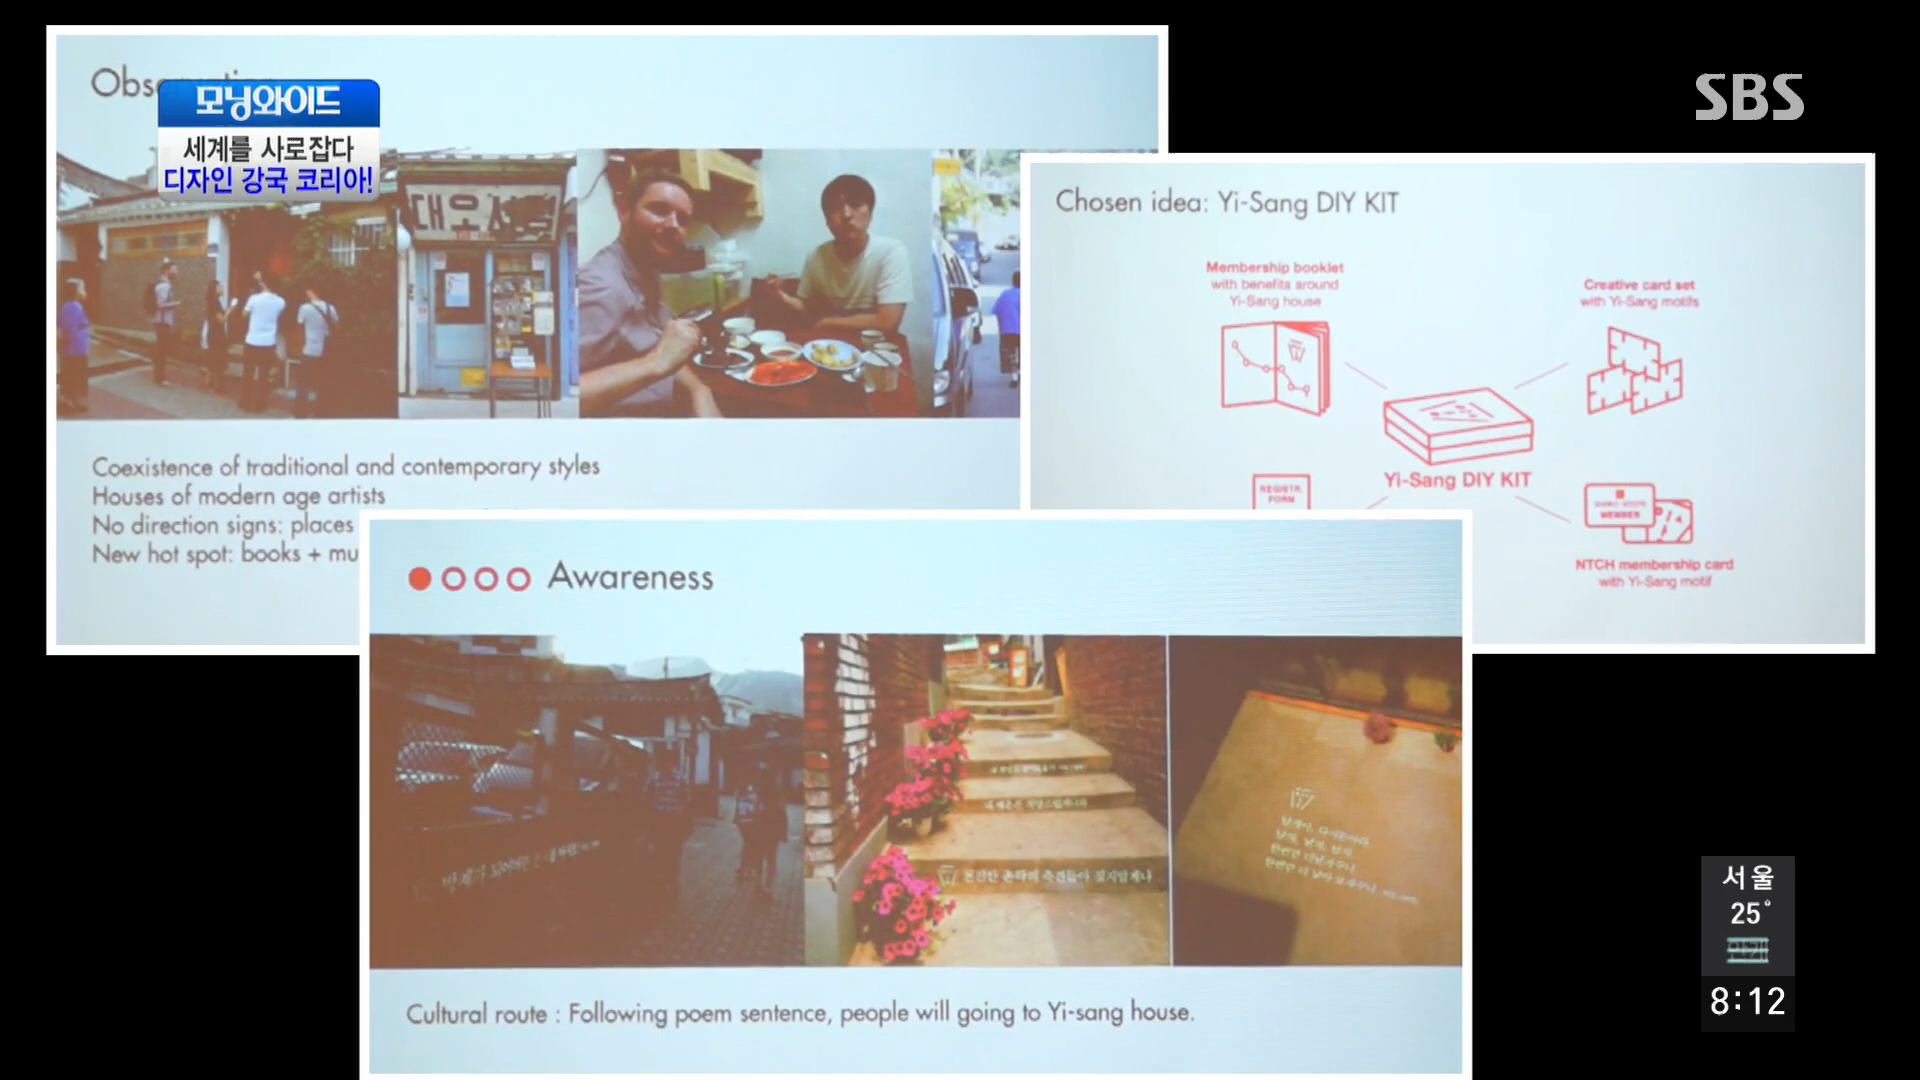 모닝와이드
세계를 사로잡다
디자인 강국 코리아!
SBS
대오서점
Coexistence of traditional and contemporary styles
Houses of modern age artists
No direction signs: places
New hot spot: books + mu
Chosen idea: Yi-Sang DIY KIT
Membership booklet
with benefits around
Yi-Sang house
Creative card set
with Yi-Sang motifs
Yi-Sang DIY KIT
REGISTR.
FORM
MEMBER
NTCH membership card
with Yi-Sang motif
Awareness
Cultural route : Following poem sentence, people will going to Yi-sang house.
서울
25°
8:12